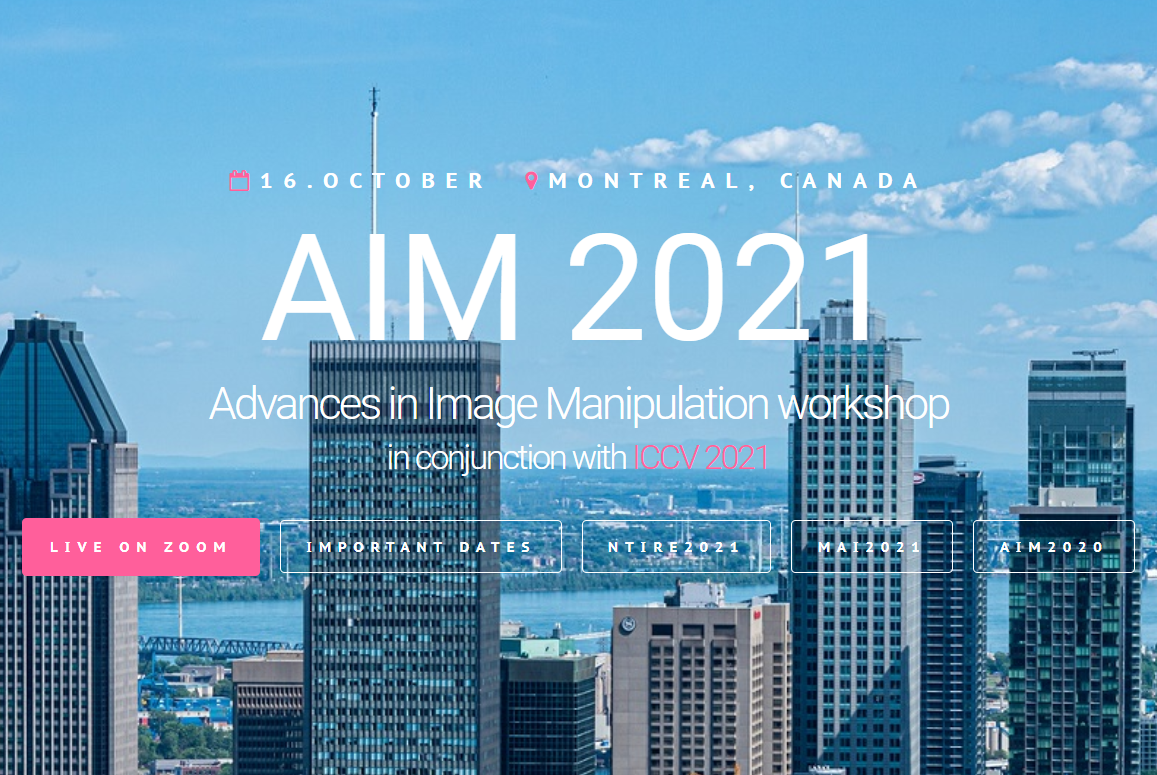 16.OCTOBER MONTREAL, CANADA
AIM 2021
Advances in Image Manipulation workshop
in conjunction with ICCV 2021
LIVE ON ZOOM IMPORTANT DATES NTIRE2021 MAI2021 AIM2020